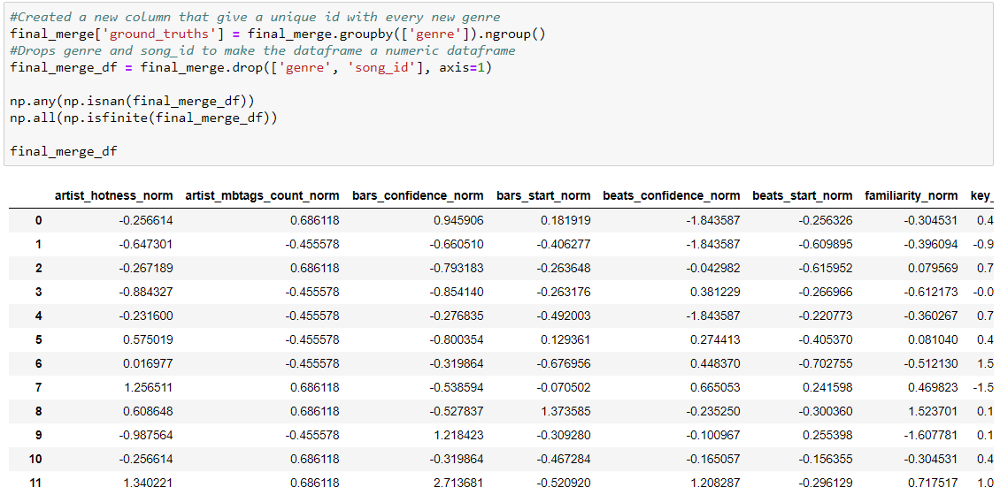 #Created a new column that give a unique id with every new genre
final_merge['ground_truths'] = final_merge.groupby(['genre']).ngroup()
#Drops genre and song_id to make the dataframe a numeric dataframe
final_merge_df = final_merge.drop(['genre', 'song_id'], axis=1)
np.any(np.isnan(final_merge_df))
np.all(np.isfinite(final_merge_df))
final_merge_df
artist_hotness_norm artist_mbtags_count_norm bars_confidence_norm bars_start_norm beats_confidence_norm beats_start_norm familiarity_norm key_
0 -0.256614 0.686118 0.945906 0.181919 -1.843587 -0.256326 -0.304531 0.4
1 -0.647301 -0.455578 -0.660510 -0.406277 -1.843587 -0.609895 -0.396094 -0.9
2 -0.267189 0.686118 -0.793183 -0.263648 -0.042982 -0.615952 0.079569 0.7
3 -0.884327 -0.455578 -0.854140 -0.263176 0.381229 -0.266966 -0.612173 -0.0
4 -0.231600 -0.455578 -0.276835 -0.492003 -1.843587 -0.220773 -0.360267 0.7
5 0.575019 -0.455578 -0.800354 0.129361 0.274413 -0.405370 0.081040 0.4
6 0.016977 -0.455578 -0.319864 -0.676956 0.448370 -0.702755 -0.512130 1.5
7 1.256511 0.686118 -0.538594 -0.070502 0.665053 0.241598 0.469823 -1.5
8 0.608648 0.686118 -0.527837 1.373585 -0.235250 -0.300360 1.523701 0.1
9 -0.987564 -0.455578 1.218423 -0.309280 -0.100967 0.255398 -1.607781 0.1
10 -0.256614 0.686118 -0.319864 -0.467284 -0.165057 -0.156355 -0.304531 0.4
11 1.340221 0.686118 2.713681 -0.520920 1.208287 -0.296129 0.717517 1.0